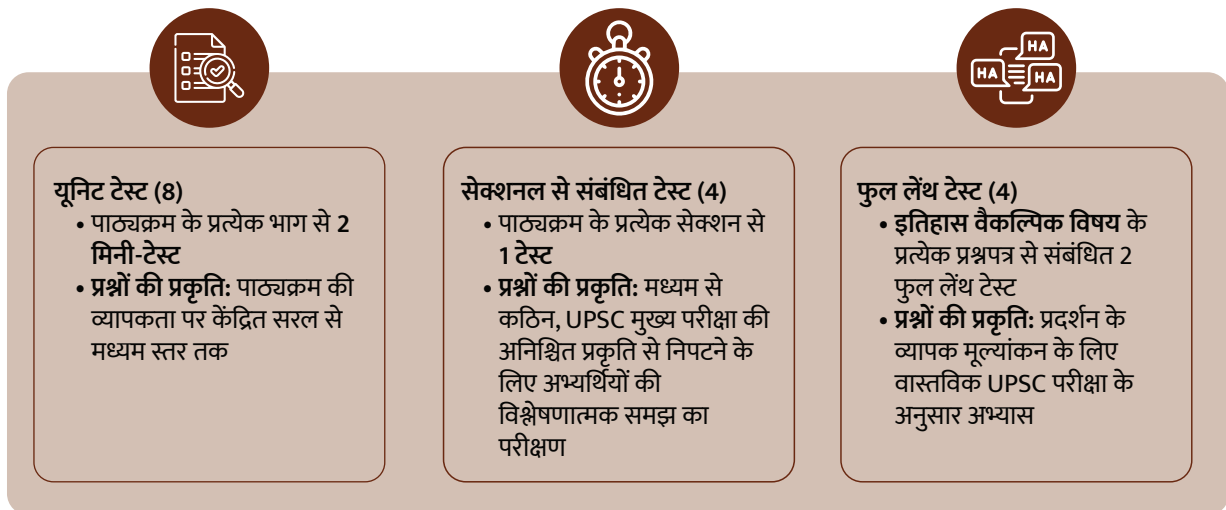 HA
HA
HA
यूनिट टेस्ट (8)
• पाठ्यक्रम के प्रत्येक भाग से 2
मिनी-टेस्ट
• प्रश्नों की प्रकृति: पाठ्यक्रम की
व्यापकता पर केंद्रित सरल से
मध्यम स्तर तक
सेक्शनल से संबंधित टेस्ट (4)
• पाठ्यक्रम के प्रत्येक सेक्शन से
1 टेस्ट
• प्रश्नों की प्रकृति: मध्यम से
कठिन, UPSC मुख्य परीक्षा की
अनिश्चित प्रकृति से निपटने के
लिए अभ्यर्थियों की
विश्लेषणात्मक समझ का
परीक्षण
फुल लेंथ टेस्ट (4)
• इतिहास वैकल्पिक विषय के
प्रत्येक प्रश्नपत्र से संबंधित 2
फुल लेंथ टेस्ट
• प्रश्नों की प्रकृति: प्रदर्शन के
व्यापक मूल्यांकन के लिए
वास्तविक UPSC परीक्षा के
अनुसार अभ्यास